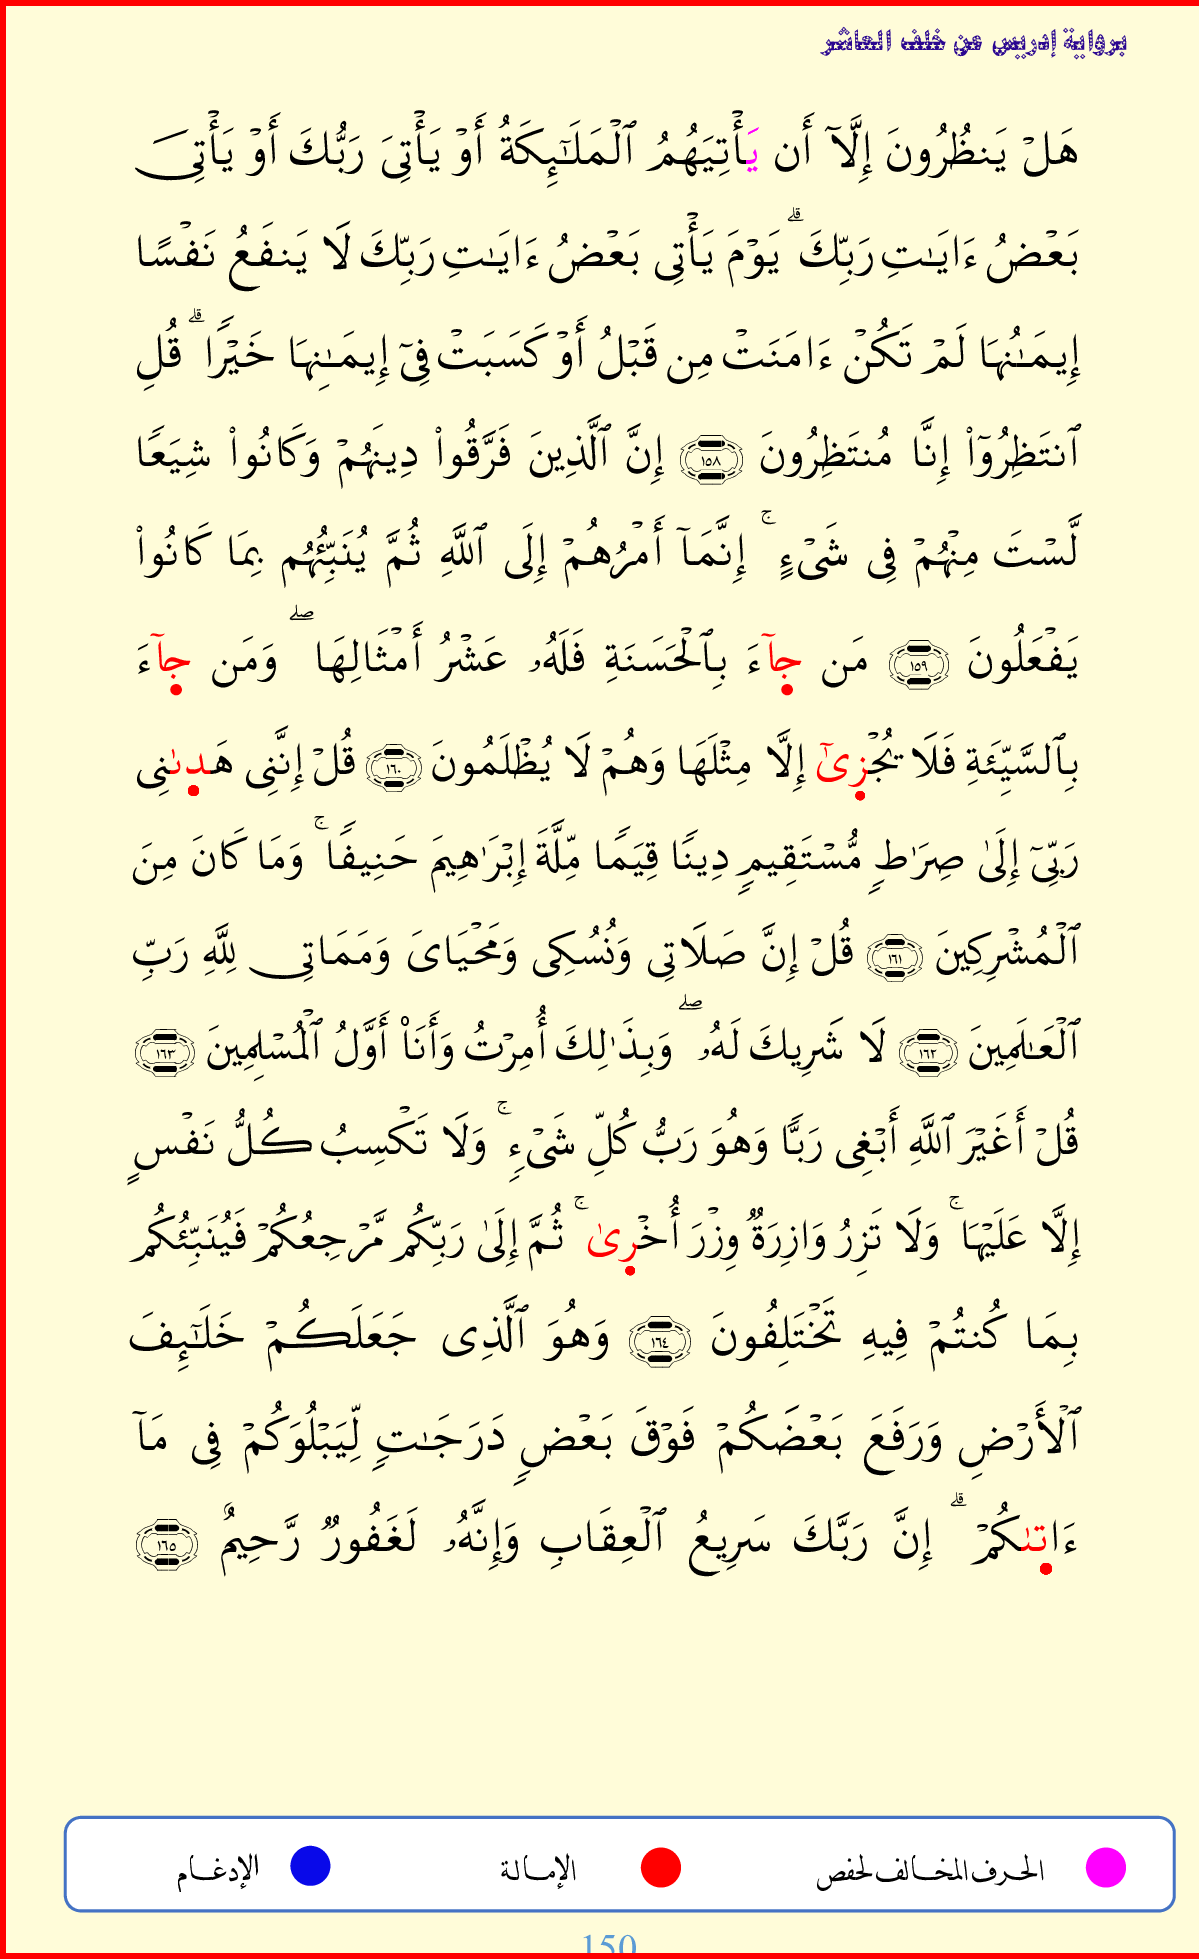 برواية إدريس عن خلف العاشر
هَلۡ يَنظُرُونَ إِلَّآ أَن يَأۡتِيَهُمُ ٱلۡمَلَـٰٓئِكَةُ أَوۡ يَأۡتِىَ رَبُّكَ أَوۡ يَأۡتِىَ
بَعۡضُ ءَايَـٰتِ رَبِّكَۗ يَوۡمَ يَأۡتِى بَعۡضُ ءَايَـٰتِ رَبِّكَ لَا يَنفَعُ نَفۡسًا
إِيمَـٰنُهَا لَمۡ تَكُنۡ ءَامَنَتۡ مِن قَبۡلُ أَوۡ كَسَبَتۡ فِىٓ إِيمَـٰنِهَا خَيۡرًاۗ قُلِ
ٱنتَظِرُوٓاْ إِنَّا مُنتَظِرُونَ ١٥٨ إِنَّ ٱلَّذِينَ فَرَّقُواْ دِينَهُمۡ وَكَانُواْ شِيَعًا
لَّسۡتَ مِنۡهُمۡ فِى شَىۡءٍۚ إِنَّمَآ أَمۡرُهُمۡ إِلَى ٱللَّهِ ثُمَّ يُنَبِّئُهُم بِمَا كَانُواْ
يَفۡعَلُونَ ١٥٩ مَن جَآءَ بِٱلۡحَسَنَةِ فَلَهُۥ عَشۡرُ أَمۡثَالِهَاۖ وَمَن جَآءَ
بِٱلسَّيِّئَةِ فَلَا يُجۡزِىٰٓ إِلَّا مِثۡلَهَا وَهُمۡ لَا يُظۡلَمُونَ ١٦٠ قُلۡ إِنَّنِى هَدِىٰنِى
رَبِّىٓ إِلَىٰ صِرَٰطٍ مُّسۡتَقِيمٍ دِينًا قِيَمًا مِّلَّةَ إِبۡرَٰهِيمَ حَنِيفًاۚ وَمَا كَانَ مِنَ
ٱلۡمُشۡرِكِينَ ١٦١ قُلۡ إِنَّ صَلَاتِى وَنُسُكِى وَمَحۡيَاىَ وَمَمَاتِى لِلَّهِ رَبِّ
ٱلۡعَـٰلَمِينَ ١٦٢ لَا شَرِيكَ لَهُۥۖ وَبِذَٰلِكَ أُمِرۡتُ وَأَنَا۠ أَوَّلُ ٱلۡمُسۡلِمِينَ ١٦٣
قُلۡ أَغَيۡرَ ٱللَّهِ أَبۡغِى رَبًّا وَهُوَ رَبُّ كُلِّ شَىۡءٍۚ وَلَا تَكۡسِبُ كُلُّ نَفۡسٍ
إِلَّا عَلَيۡهَاۚ وَلَا تَزِرُ وَازِرَةٌ وِزۡرَ أُخۡرِىٰۚ ثُمَّ إِلَىٰ رَبِّكُم مَّرۡجِعُكُمۡ فَيُنَبِّئُكُم
بِمَا كُنتُمۡ فِيهِ تَخۡتَلِفُونَ ١٦٤ وَهُوَ ٱلَّذِى جَعَلَكُمۡ خَلَـٰٓئِفَ
ٱلۡأَرۡضِ وَرَفَعَ بَعۡضَكُمۡ فَوۡقَ بَعۡضٍ دَرَجَـٰتٍ لِّيَبۡلُوَكُمۡ فِى مَآ
ءَاتىٰكُمۡۗ إِنَّ رَبَّكَ سَرِيعُ ٱلۡعِقَابِ وَإِنَّهُۥ لَغَفُورٌ رَّحِيمٌ ١٦٥
الحرف المخالف لحفص الإمالة الإدغام
150